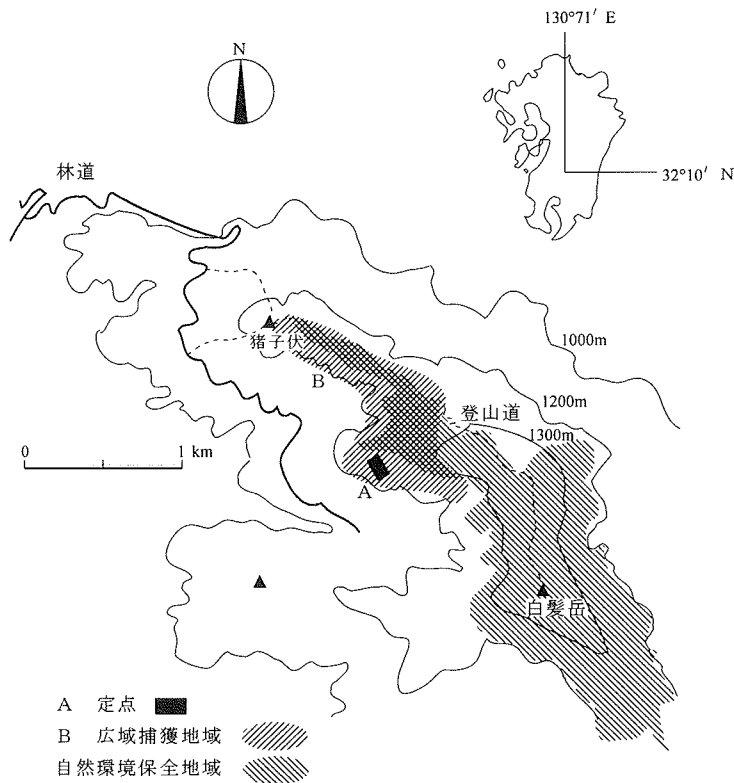 130°71′ E
N
林道
32°10′ N
猪子伏
1000m
B
登山道
1200m
0 1 km
1300m
A
白髪岳
A 定点
B 広域捕獲地域
自然環境保全地域